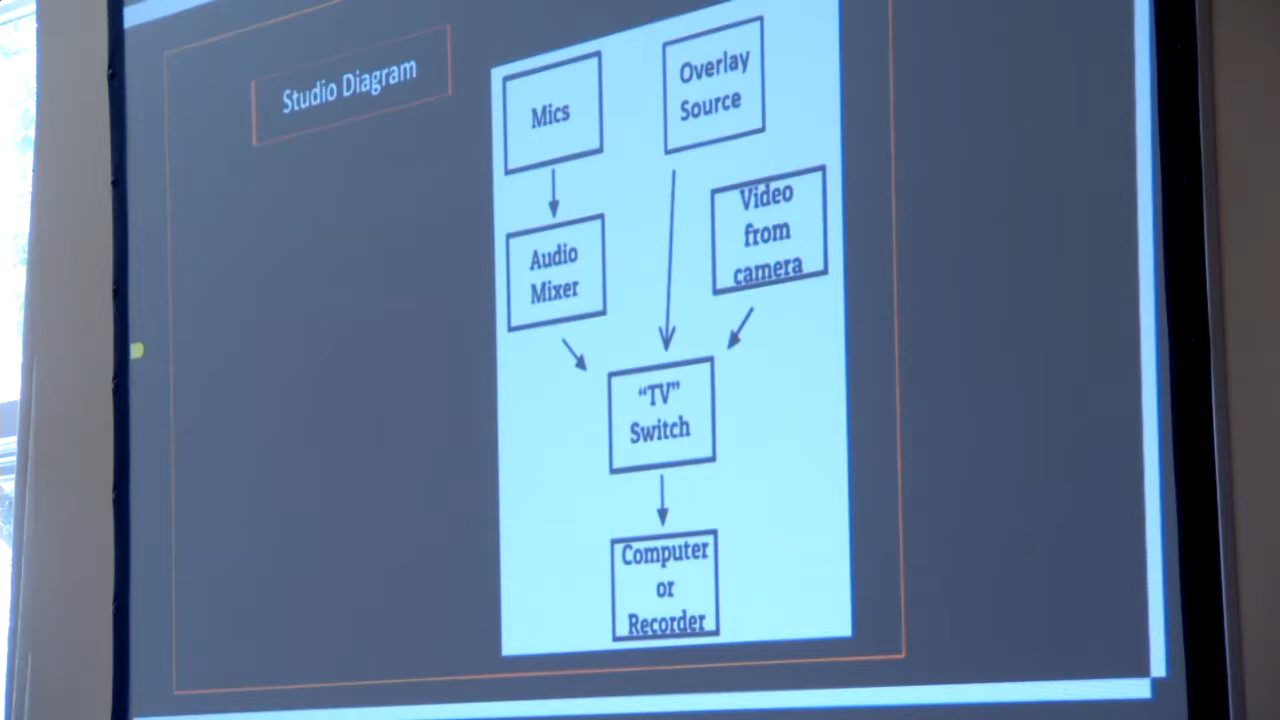 Studio Diagram
Mics
Overlay
Source
Video
from
camera
Audio
Mixer
“TV”
Switch
Computer
or
Recorder